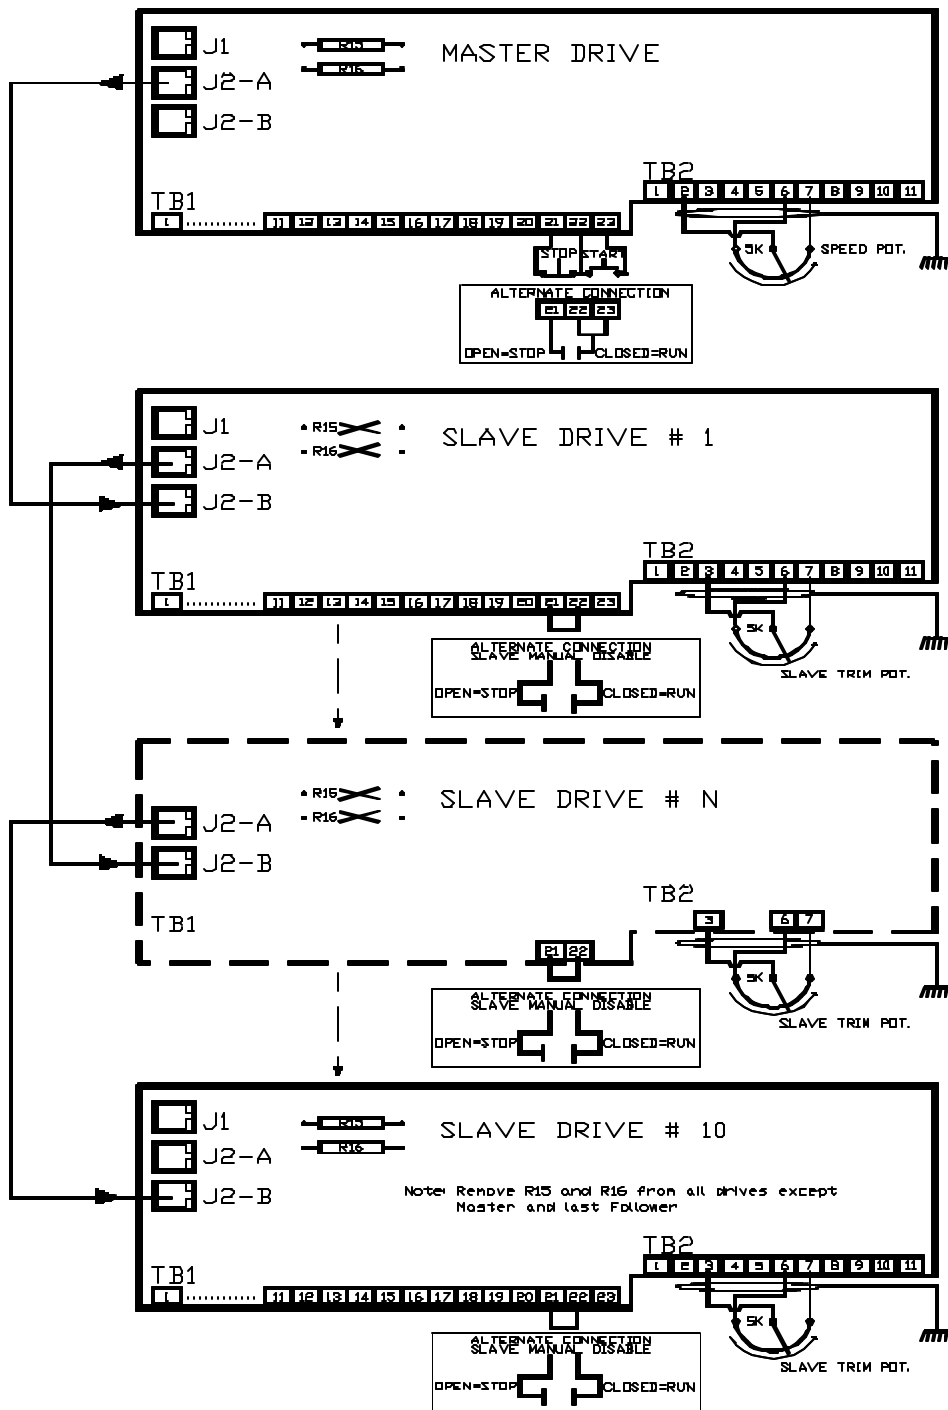 J1
R15
MASTER DRIVE
R16
J2-A
J2-B
TB2
1 2 3 4 5 6 7 8 9 10 11
TB1
1 ........... 11 12 13 14 15 16 17 18 19 20 21 22 23
STOP START
5K
SPEED POT.
ALTERNATE CONNECTION
21 22 23
OPEN=STOP CLOSED=RUN
J1
R15
SLAVE DRIVE # 1
R16
J2-A
J2-B
TB2
1 2 3 4 5 6 7 8 9 10 11
TB1
1 ........... 11 12 13 14 15 16 17 18 19 20 21 22 23
5K
ALTERNATE CONNECTION
SLAVE MANUAL DISABLE
SLAVE TRIM POT.
OPEN=STOP CLOSED=RUN
R15
SLAVE DRIVE # N
R16
J2-A
J2-B
TB2
3 6 7
TB1
21 22
5K
ALTERNATE CONNECTION
SLAVE MANUAL DISABLE
SLAVE TRIM POT.
OPEN=STOP CLOSED=RUN
J1
R15
SLAVE DRIVE # 10
R16
J2-A
J2-B
Note: Remove R15 and R16 from all drives except
Master and last Follower
TB2
1 2 3 4 5 6 7 8 9 10 11
TB1
1 ........... 11 12 13 14 15 16 17 18 19 20 21 22 23
5K
ALTERNATE CONNECTION
SLAVE MANUAL DISABLE
SLAVE TRIM POT.
OPEN=STOP CLOSED=RUN